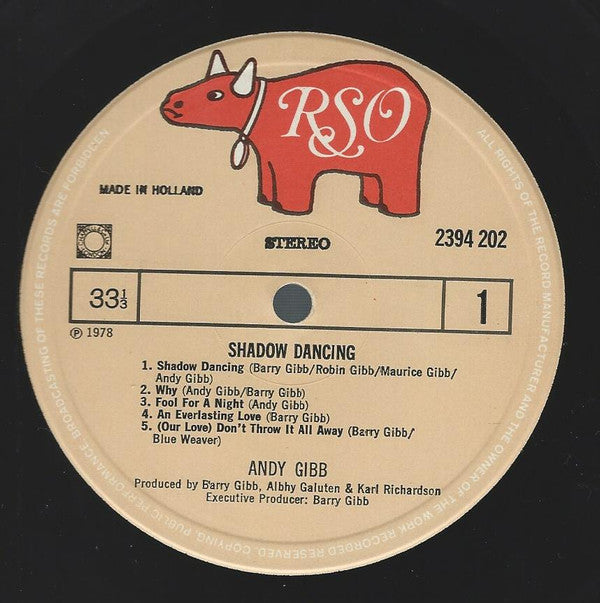 RSO
MADE IN HOLLAND
STEREO
2394 202
33⅓
1
℗ 1978
SHADOW DANCING
1. Shadow Dancing (Barry Gibb/Robin Gibb/Maurice Gibb/
Andy Gibb)
2. Why (Andy Gibb/Barry Gibb)
3. Fool For A Night (Andy Gibb)
4. An Everlasting Love (Barry Gibb)
5. (Our Love) Don't Throw It All Away (Barry Gibb/
Blue Weaver)
ANDY GIBB
Produced by Barry Gibb, Albhy Galuten & Karl Richardson
Executive Producer: Barry Gibb
ALL RIGHTS OF THE RECORD MANUFACTURER AND THE OWNER OF THE WORK RECORDED RESERVED. COPYING, PUBLIC PERFORMANCE, BROADCASTING OF THESE RECORDS ARE FORBIDDEN